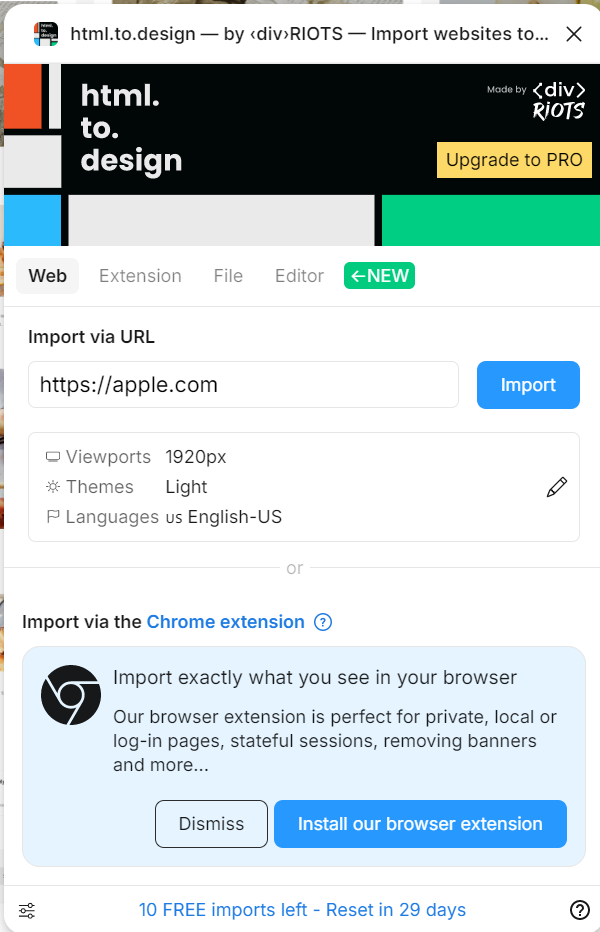 html.to.design — by ‹div›RIOTS — Import websites to...
html.
to.
design
Made by <div>
RIOTS
Upgrade to PRO
Web Extension File Editor ←NEW
Import via URL
https://apple.com Import
Viewports 1920px
Themes Light
Languages US English-US
or
Import via the Chrome extension ?
Import exactly what you see in your browser
Our browser extension is perfect for private, local or
log-in pages, stateful sessions, removing banners
and more...
Dismiss Install our browser extension
10 FREE imports left - Reset in 29 days ?